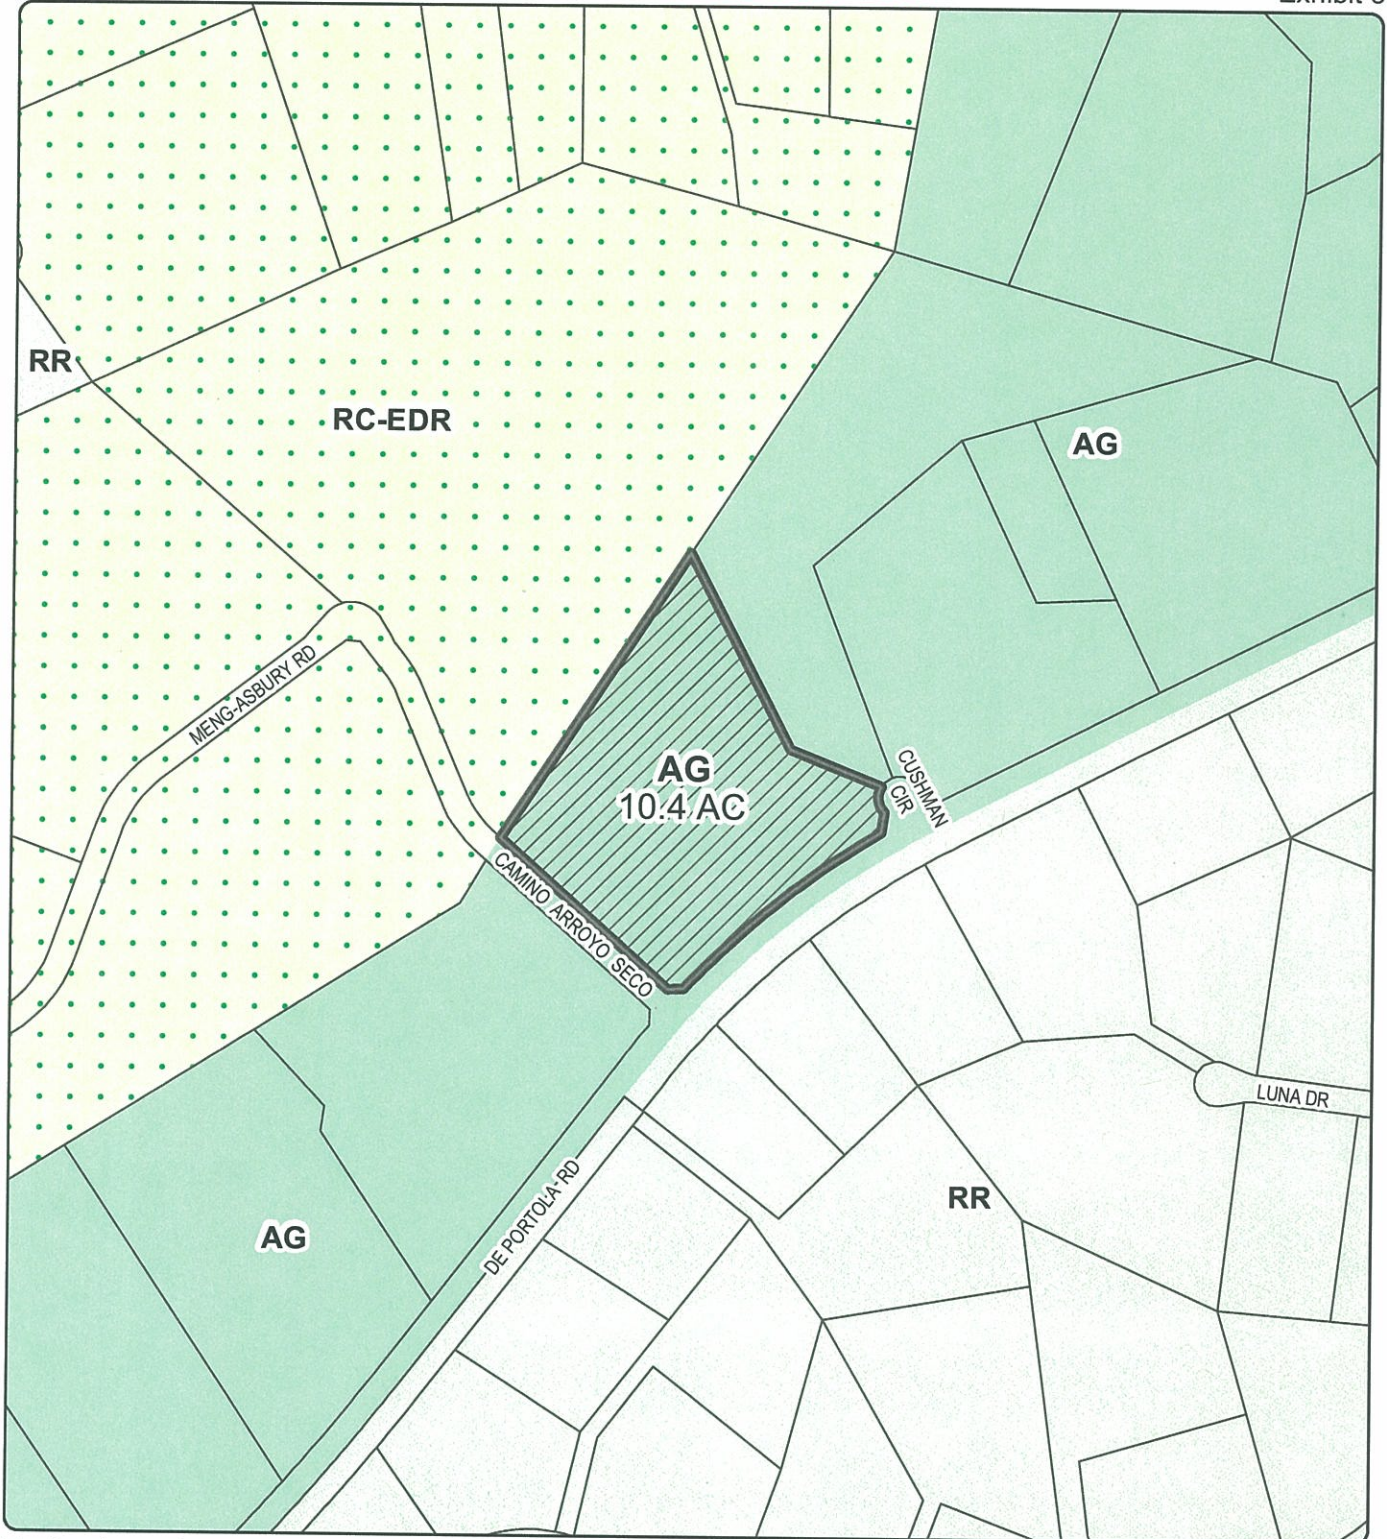 RR
RC-EDR
AG
MENG-ASBURY RD
AG
10.4 AC
CUSHMAN
CIR
CAMINO ARROYO SECO
LUNA DR
DE PORTOLA RD
RR
AG